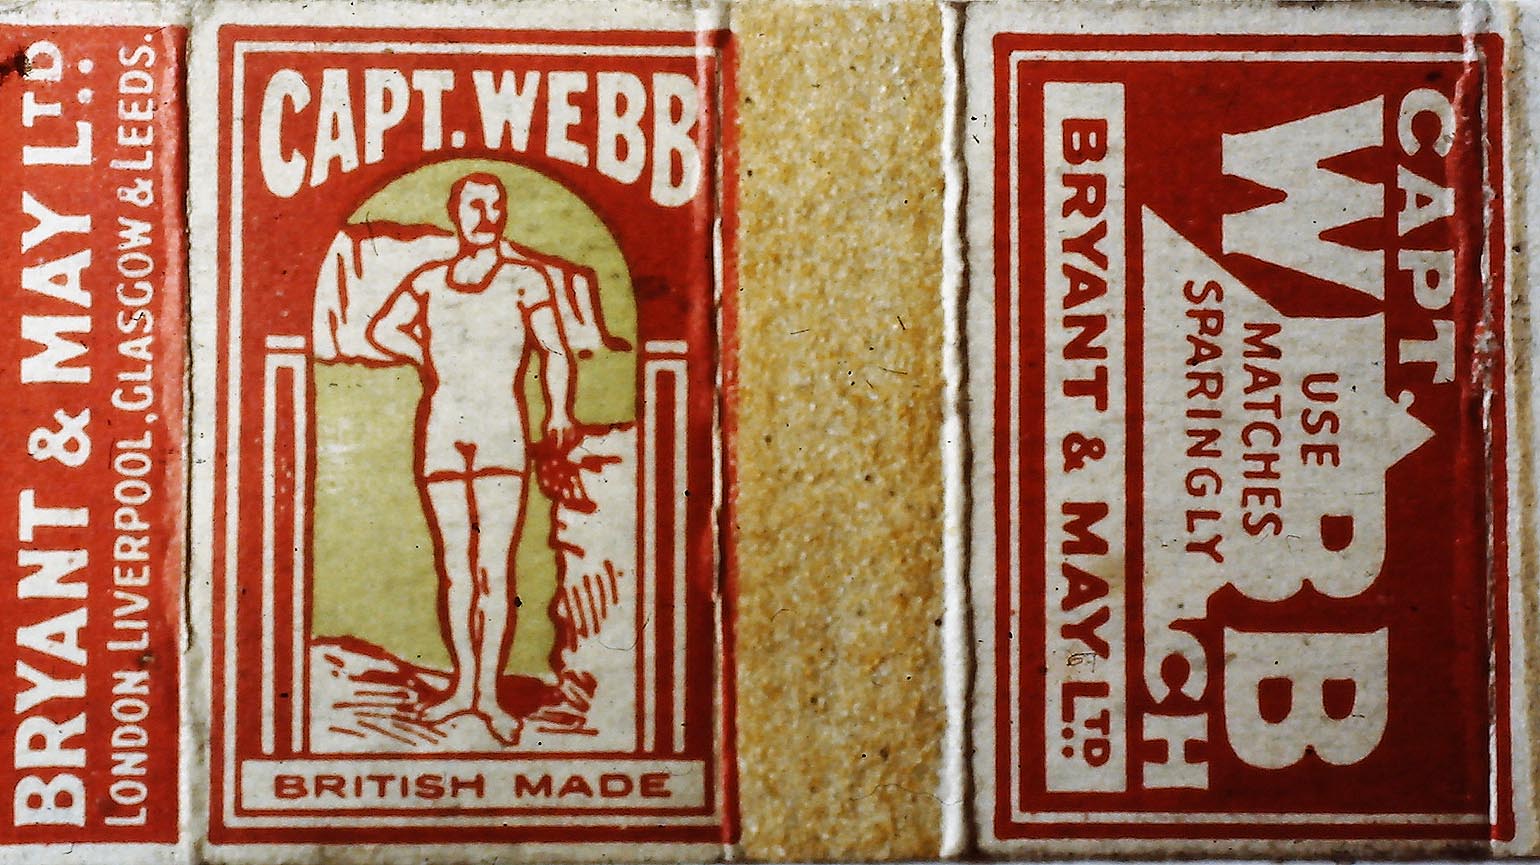 BRYANT & MAY LTD.
LONDON, LIVERPOOL, GLASGOW & LEEDS.
CAPT. WEBB
BRITISH MADE
CAPT.
WEBB
USE
MATCHES
SPARINGLY
CH
BRYANT & MAY LTD.